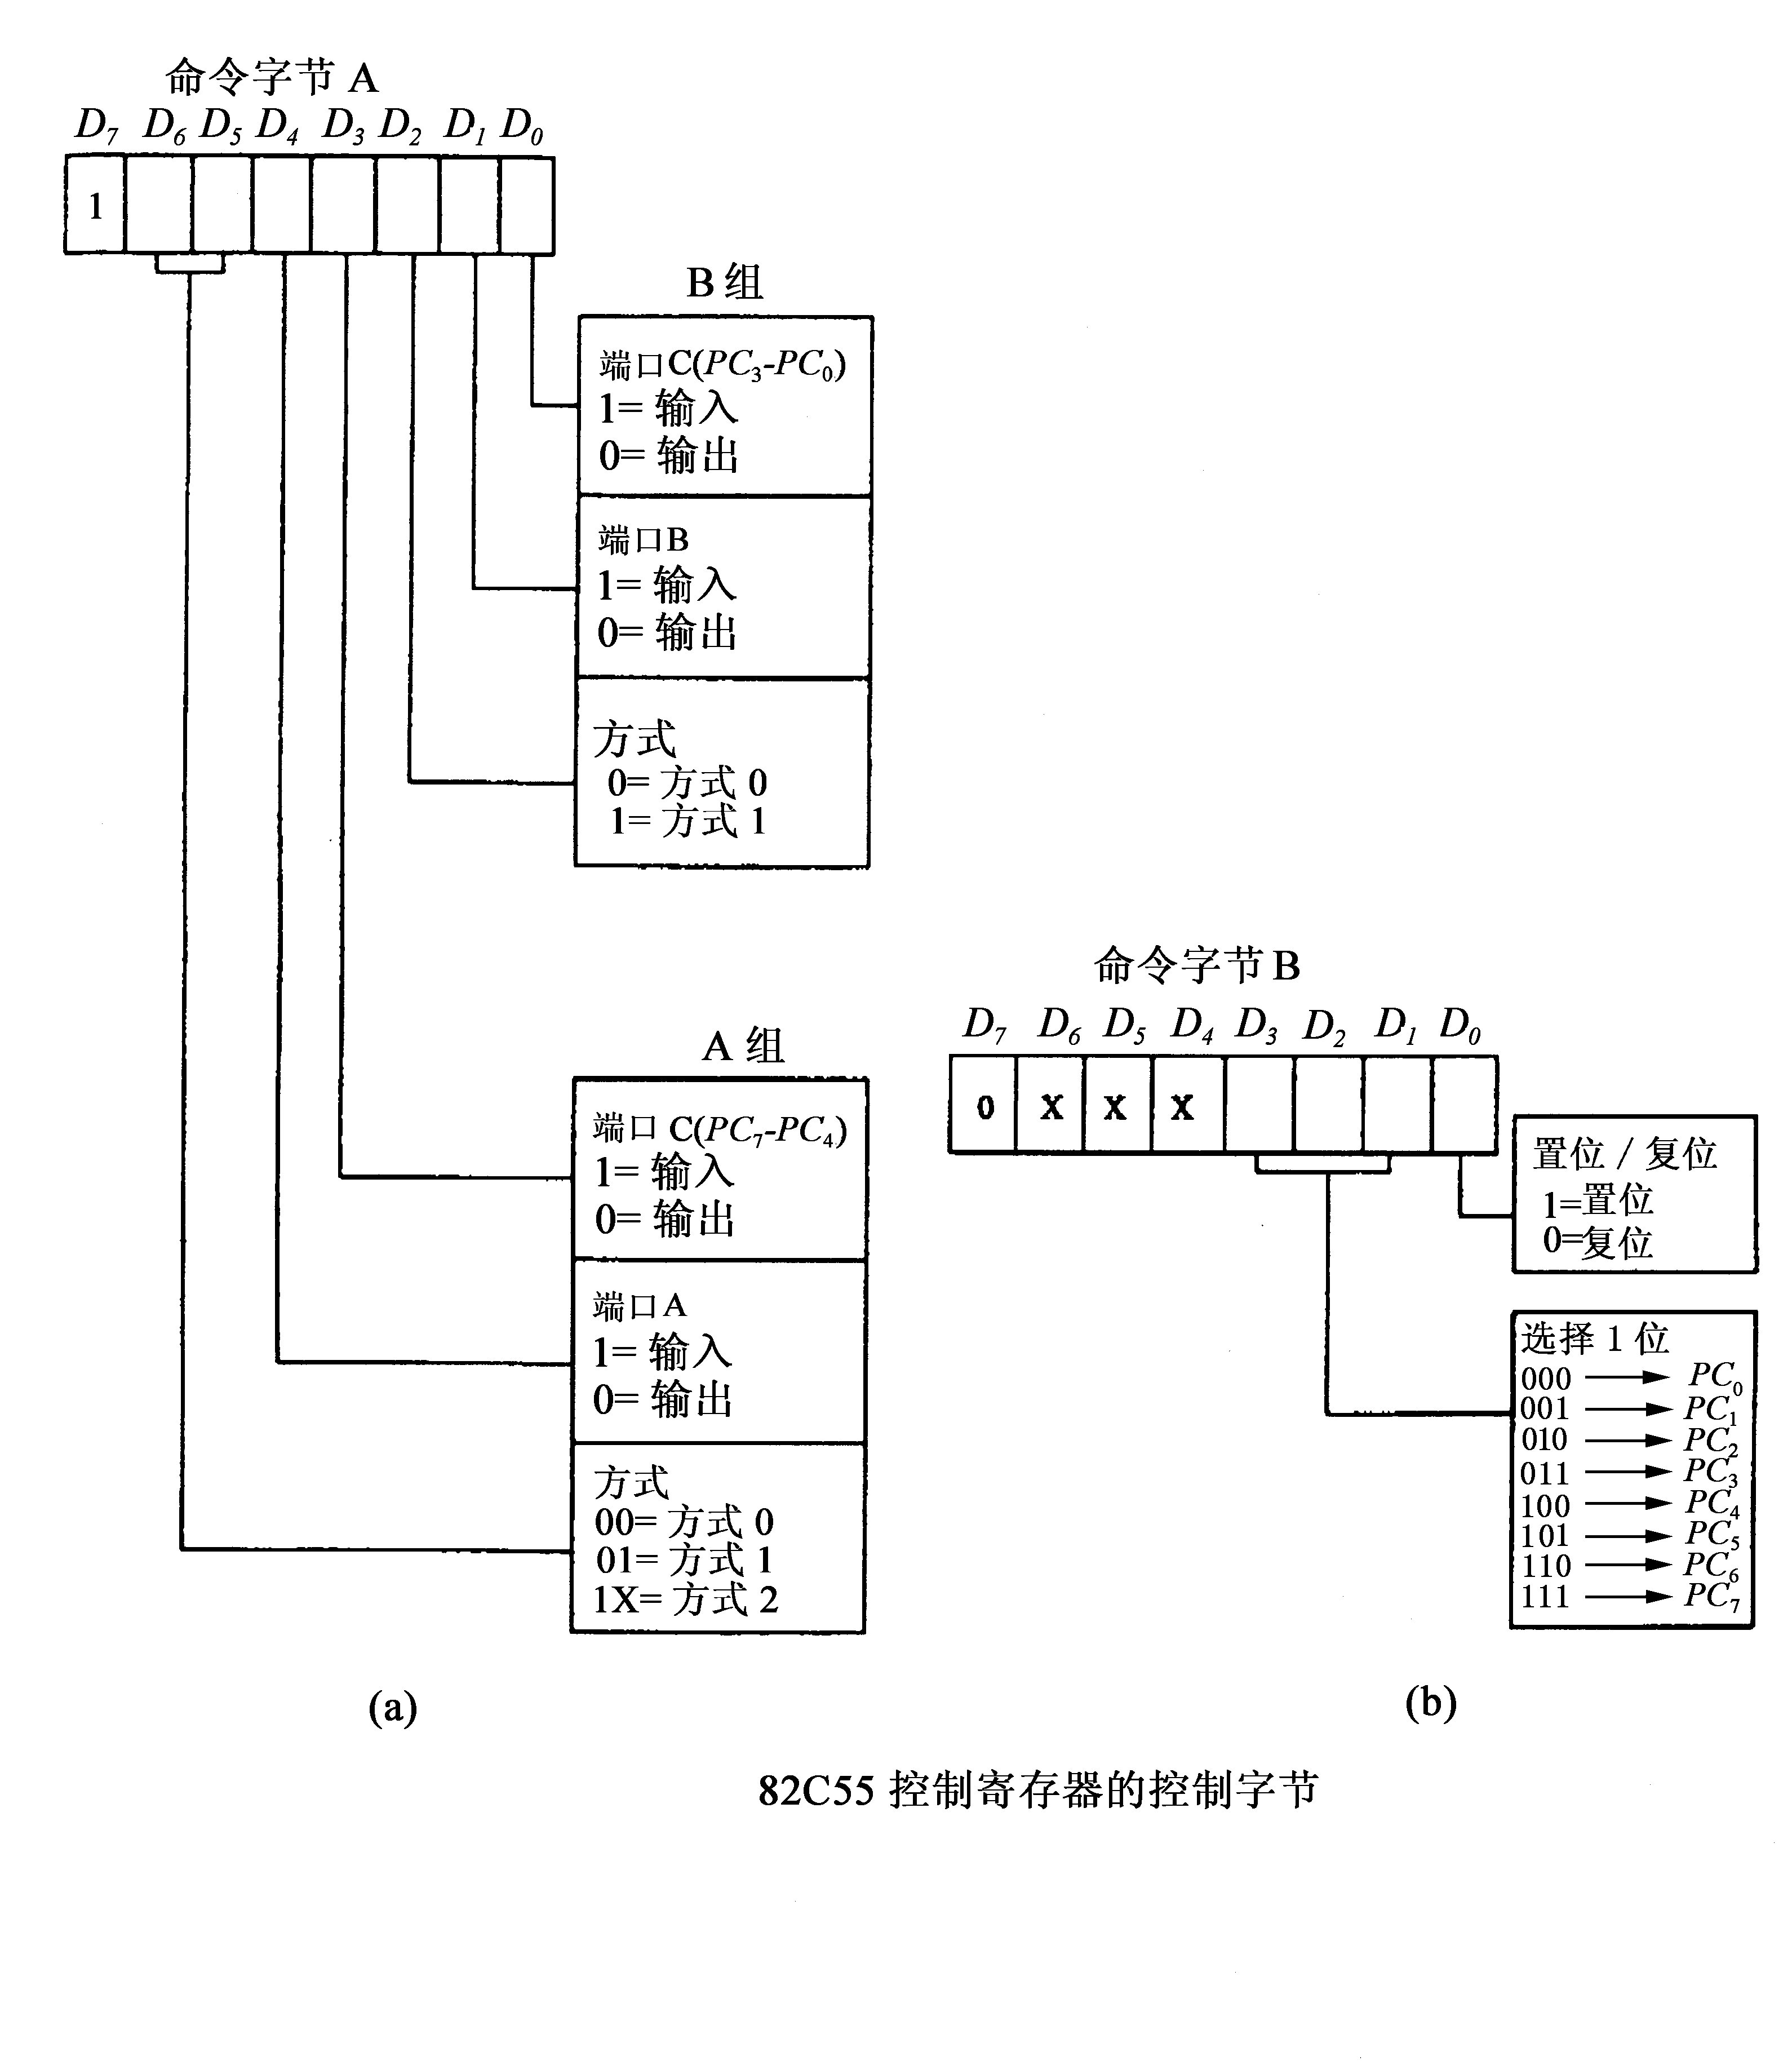 命令字节 A
D7 D6 D5 D4 D3 D2 D1 D0
1
B 组
端口C(PC3-PC0)
1= 输入
0= 输出
端口B
1= 输入
0= 输出
方式
0= 方式 0
1= 方式 1
A 组
端口 C(PC7-PC4)
1= 输入
0= 输出
端口A
1= 输入
0= 输出
方式
00= 方式 0
01= 方式 1
1X= 方式 2
(a)
命令字节B
D7 D6 D5 D4 D3 D2 D1 D0
0 X X X
置位 / 复位
1=置位
0=复位
选择 1 位
000 → PC0
001 → PC1
010 → PC2
011 → PC3
100 → PC4
101 → PC5
110 → PC6
111 → PC7
(b)
82C55 控制寄存器的控制字节